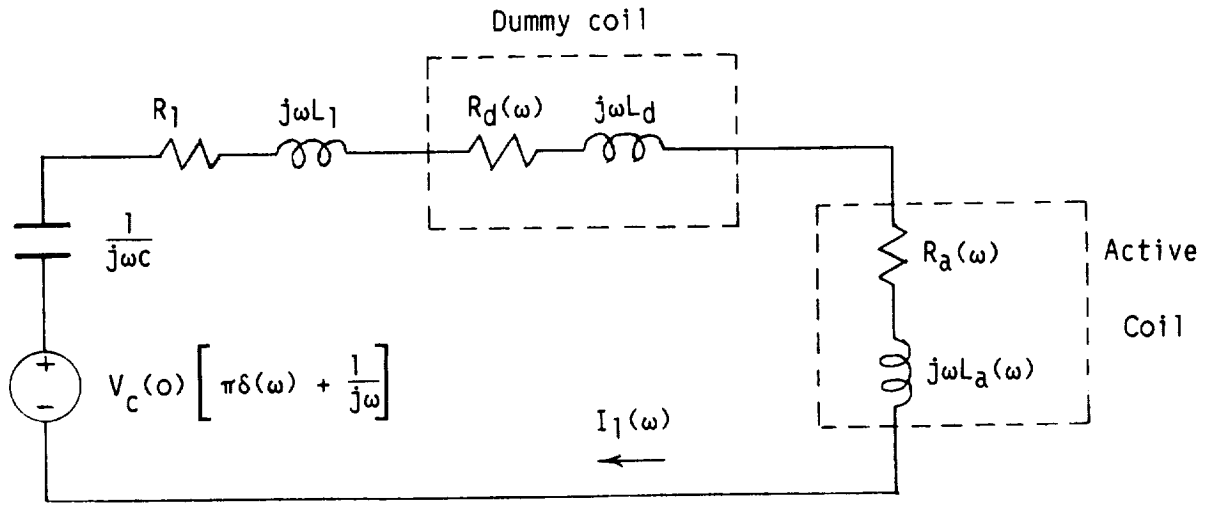 Dummy coil
R1
jωL1
Rd(ω)
jωLd
1
jωc
Ra(ω)
Active
Coil
jωLa(ω)
Vc(o) [ πδ(ω) + 1/jω ]
I1(ω)
+
−